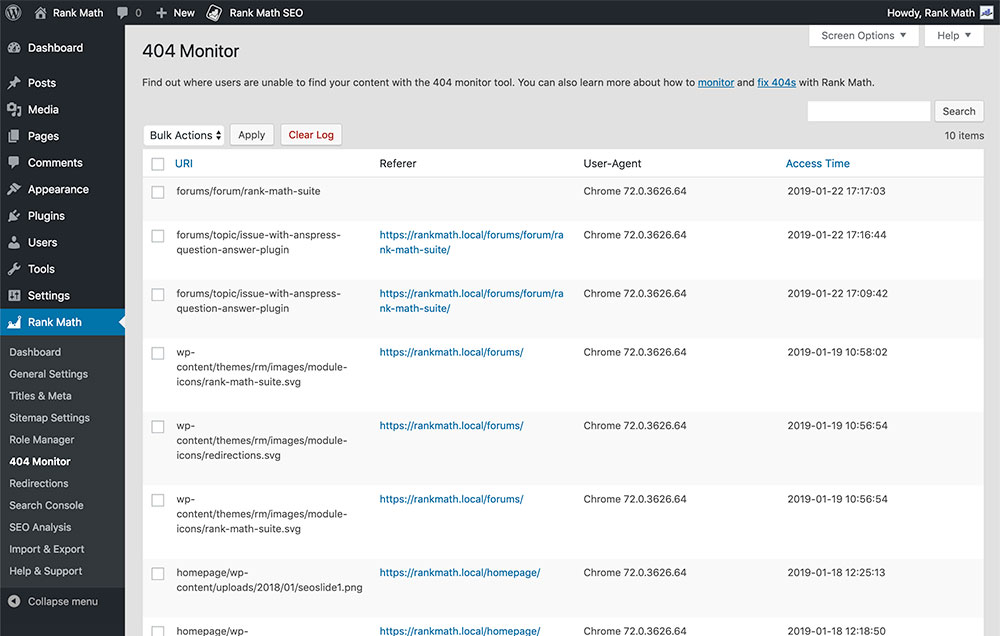 Rank Math 0 New Rank Math SEO Howdy, Rank Math
Dashboard
Posts
Media
Pages
Comments
Appearance
Plugins
Users
Tools
Settings
Rank Math
Dashboard
General Settings
Titles & Meta
Sitemap Settings
Role Manager
404 Monitor
Redirections
Search Console
SEO Analysis
Import & Export
Help & Support
Collapse menu
Screen Options Help
404 Monitor
Find out where users are unable to find your content with the 404 monitor tool. You can also learn more about how to monitor and fix 404s with Rank Math.
Search
Bulk Actions Apply Clear Log
10 items
URI Referer User-Agent Access Time
forums/forum/rank-math-suite Chrome 72.0.3626.64 2019-01-22 17:17:03
forums/topic/issue-with-anspress- https://rankmath.local/forums/forum/ra Chrome 72.0.3626.64 2019-01-22 17:16:44
question-answer-plugin nk-math-suite/
forums/topic/issue-with-anspress- https://rankmath.local/forums/forum/ra Chrome 72.0.3626.64 2019-01-22 17:09:42
question-answer-plugin nk-math-suite/
wp- https://rankmath.local/forums/ Chrome 72.0.3626.64 2019-01-19 10:58:02
content/themes/rm/images/module-
icons/rank-math-suite.svg
wp- https://rankmath.local/forums/ Chrome 72.0.3626.64 2019-01-19 10:56:54
content/themes/rm/images/module-
icons/redirections.svg
wp- https://rankmath.local/forums/ Chrome 72.0.3626.64 2019-01-19 10:56:54
content/themes/rm/images/module-
icons/rank-math-suite.svg
homepage/wp- https://rankmath.local/homepage/ Chrome 72.0.3626.64 2019-01-18 12:25:13
content/uploads/2018/01/seoslide1.png
homepage/wp- https://rankmath.local/homepage/ Chrome 72.0.3626.64 2019-01-18 12:18:50